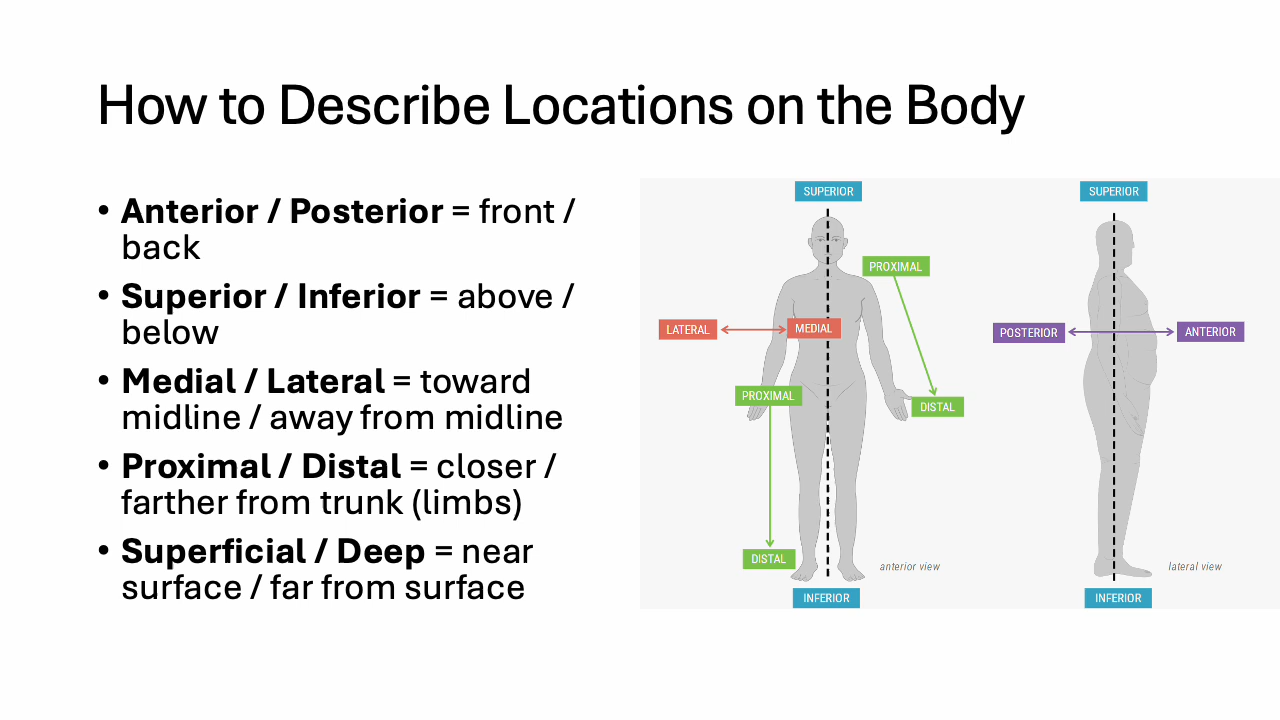 How to Describe Locations on the Body
• Anterior / Posterior = front /
back
• Superior / Inferior = above /
below
• Medial / Lateral = toward
midline / away from midline
• Proximal / Distal = closer /
farther from trunk (limbs)
• Superficial / Deep = near
surface / far from surface
SUPERIOR
PROXIMAL
LATERAL
MEDIAL
PROXIMAL
DISTAL
DISTAL
anterior view
INFERIOR
SUPERIOR
POSTERIOR
ANTERIOR
lateral view
INFERIOR